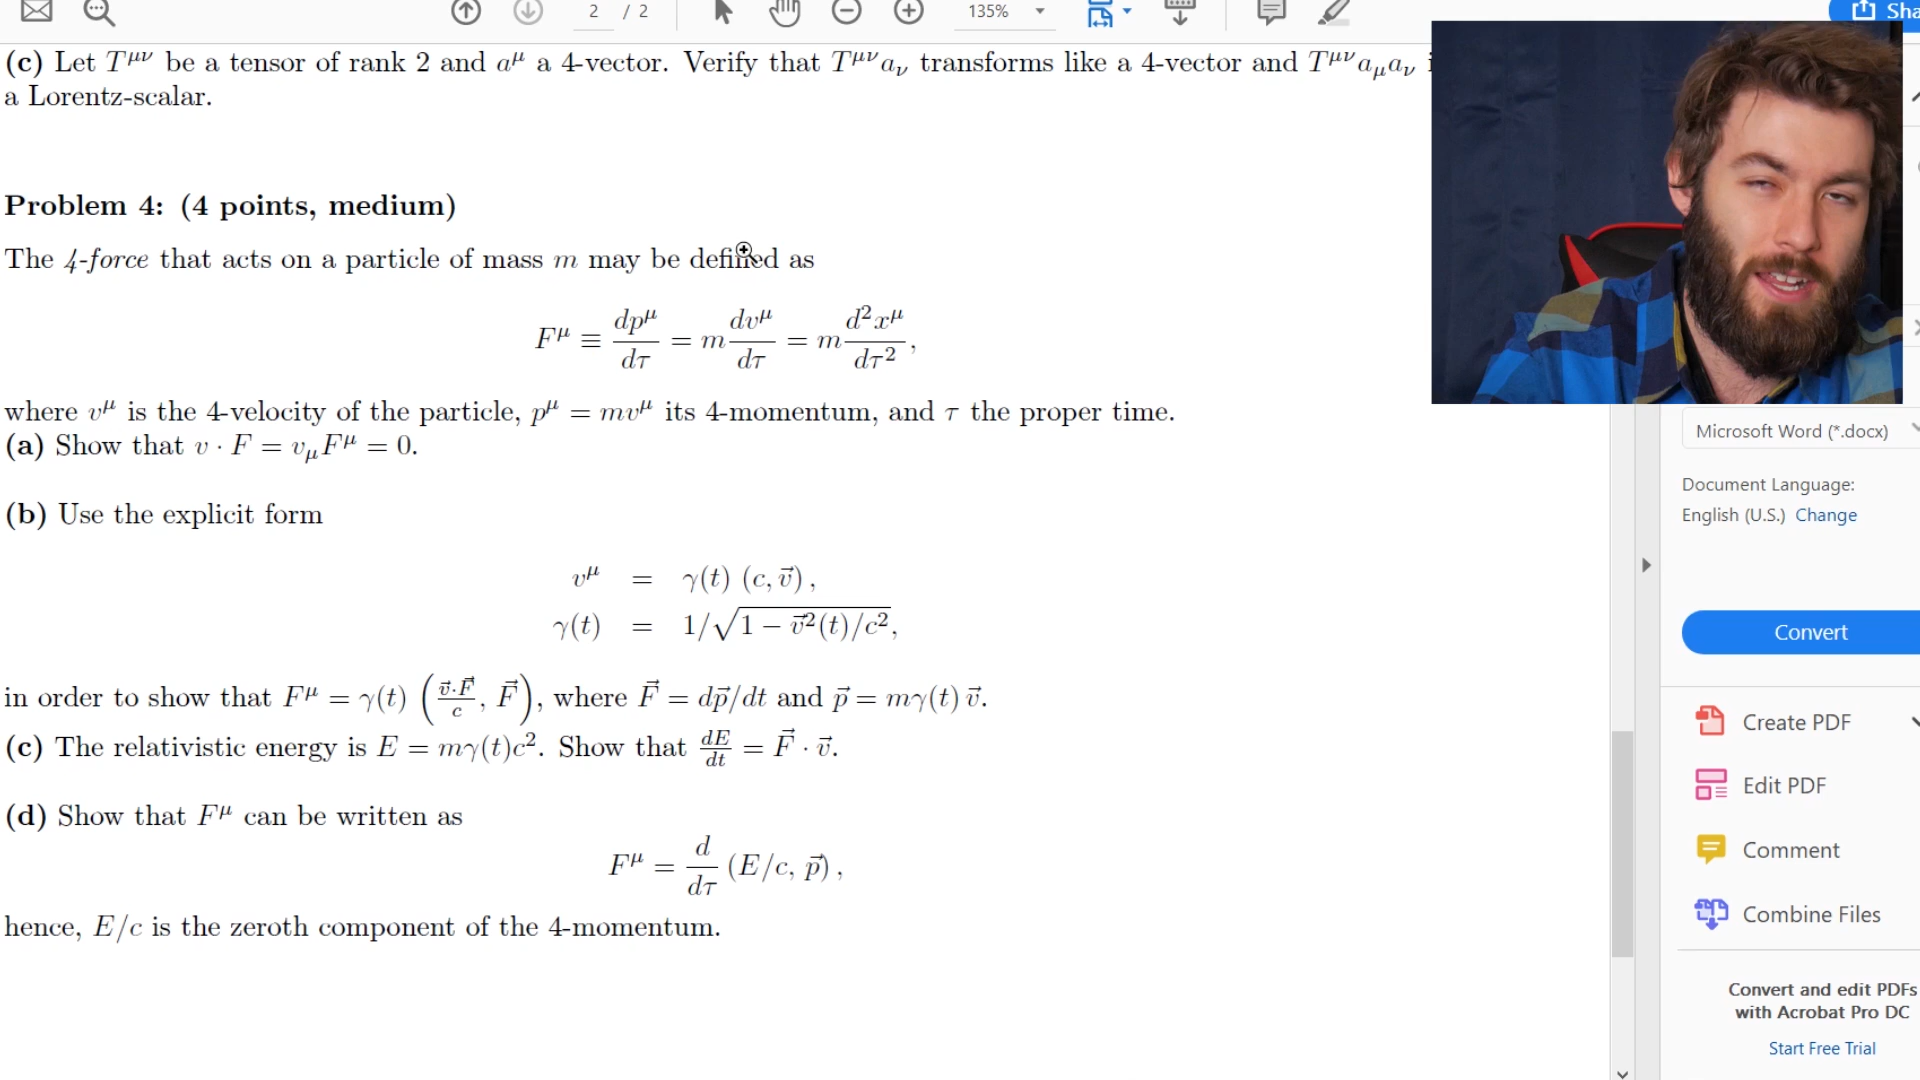 2 / 2 135% Sha
(c) Let T^{μν} be a tensor of rank 2 and a^μ a 4-vector. Verify that T^{μν}a_ν transforms like a 4-vector and T^{μν}a_μ a_ν
a Lorentz-scalar.
Problem 4: (4 points, medium)
The 4-force that acts on a particle of mass m may be defined as
F^μ ≡ dp^μ/dτ = m dv^μ/dτ = m d²x^μ/dτ²,
where v^μ is the 4-velocity of the particle, p^μ = mv^μ its 4-momentum, and τ the proper time.
(a) Show that v · F = v_μ F^μ = 0.
(b) Use the explicit form
v^μ = γ(t) (c, v⃗),
γ(t) = 1/√(1 − v⃗²(t)/c²),
in order to show that F^μ = γ(t) (v⃗·F⃗/c, F⃗), where F⃗ = dp⃗/dt and p⃗ = mγ(t) v⃗.
(c) The relativistic energy is E = mγ(t)c². Show that dE/dt = F⃗ · v⃗.
(d) Show that F^μ can be written as
F^μ = d/dτ (E/c, p⃗),
hence, E/c is the zeroth component of the 4-momentum.
Microsoft Word (*.docx)
Document Language:
English (U.S.) Change
Convert
Create PDF
Edit PDF
Comment
Combine Files
Convert and edit PDFs
with Acrobat Pro DC
Start Free Trial